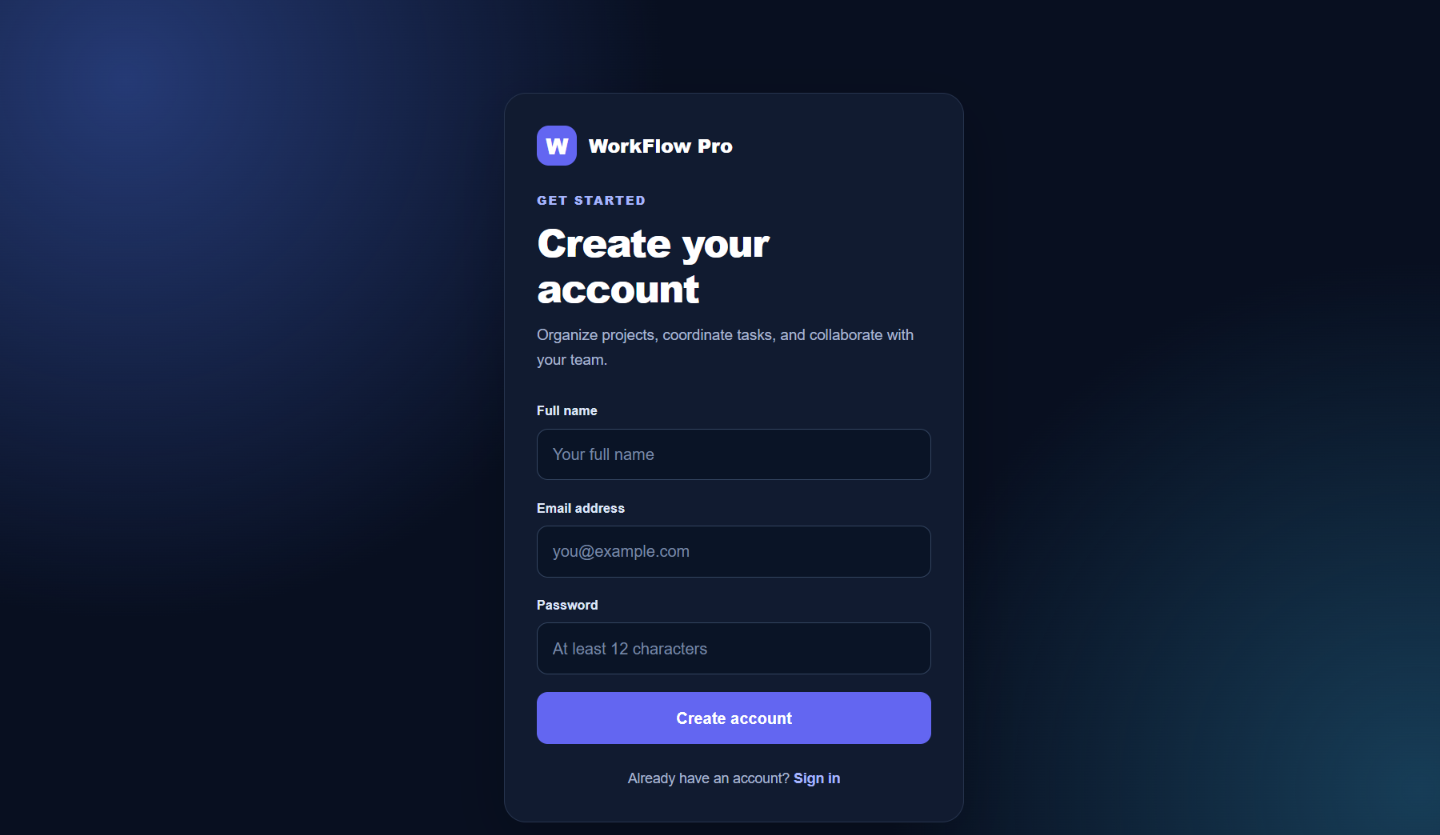 W WorkFlow Pro
GET STARTED
Create your
account
Organize projects, coordinate tasks, and collaborate with
your team.
Full name
Your full name
Email address
you@example.com
Password
At least 12 characters
Create account
Already have an account? Sign in